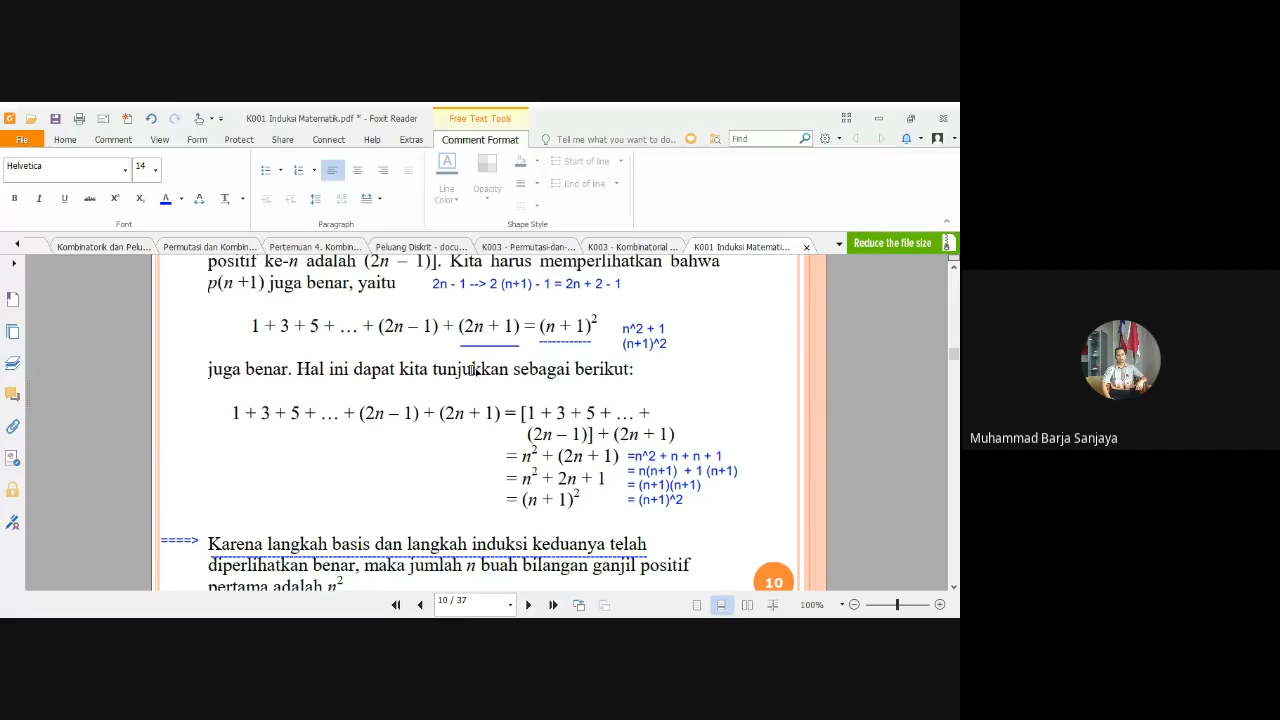 K001 Induksi Matematik.pdf * - Foxit Reader
Free Text Tools
File Home Comment View Form Protect Share Connect Help Extras Comment Format Tell me what you want to do.. Find
Helvetica 14
Line Color Opacity Start of line End of line
Font Paragraph Shape Style
Kombinatorik dan Pelu... Permutasi dan Kombin... Pertemuan 4. Kombin... Peluang Diskrit - docu... K003 - Permutasi-dan-... K003 - Kombinatorial ... K001 Induksi Matemati... Reduce the file size
positif ke-n adalah (2n – 1)]. Kita harus memperlihatkan bahwa
p(n +1) juga benar, yaitu 2n - 1 --> 2 (n+1) - 1 = 2n + 2 - 1
1 + 3 + 5 + … + (2n – 1) + (2n + 1) = (n + 1)² n^2 + 1
(n+1)^2
juga benar. Hal ini dapat kita tunjukkan sebagai berikut:
1 + 3 + 5 + … + (2n – 1) + (2n + 1) = [1 + 3 + 5 + … +
(2n – 1)] + (2n + 1)
= n² + (2n + 1) =n^2 + n + n + 1
= n² + 2n + 1 = n(n+1) + 1 (n+1)
= (n+1)(n+1)
= (n + 1)² = (n+1)^2
====> Karena langkah basis dan langkah induksi keduanya telah
diperlihatkan benar, maka jumlah n buah bilangan ganjil positif
pertama adalah n²
10
10 / 37 100%
Muhammad Barja Sanjaya